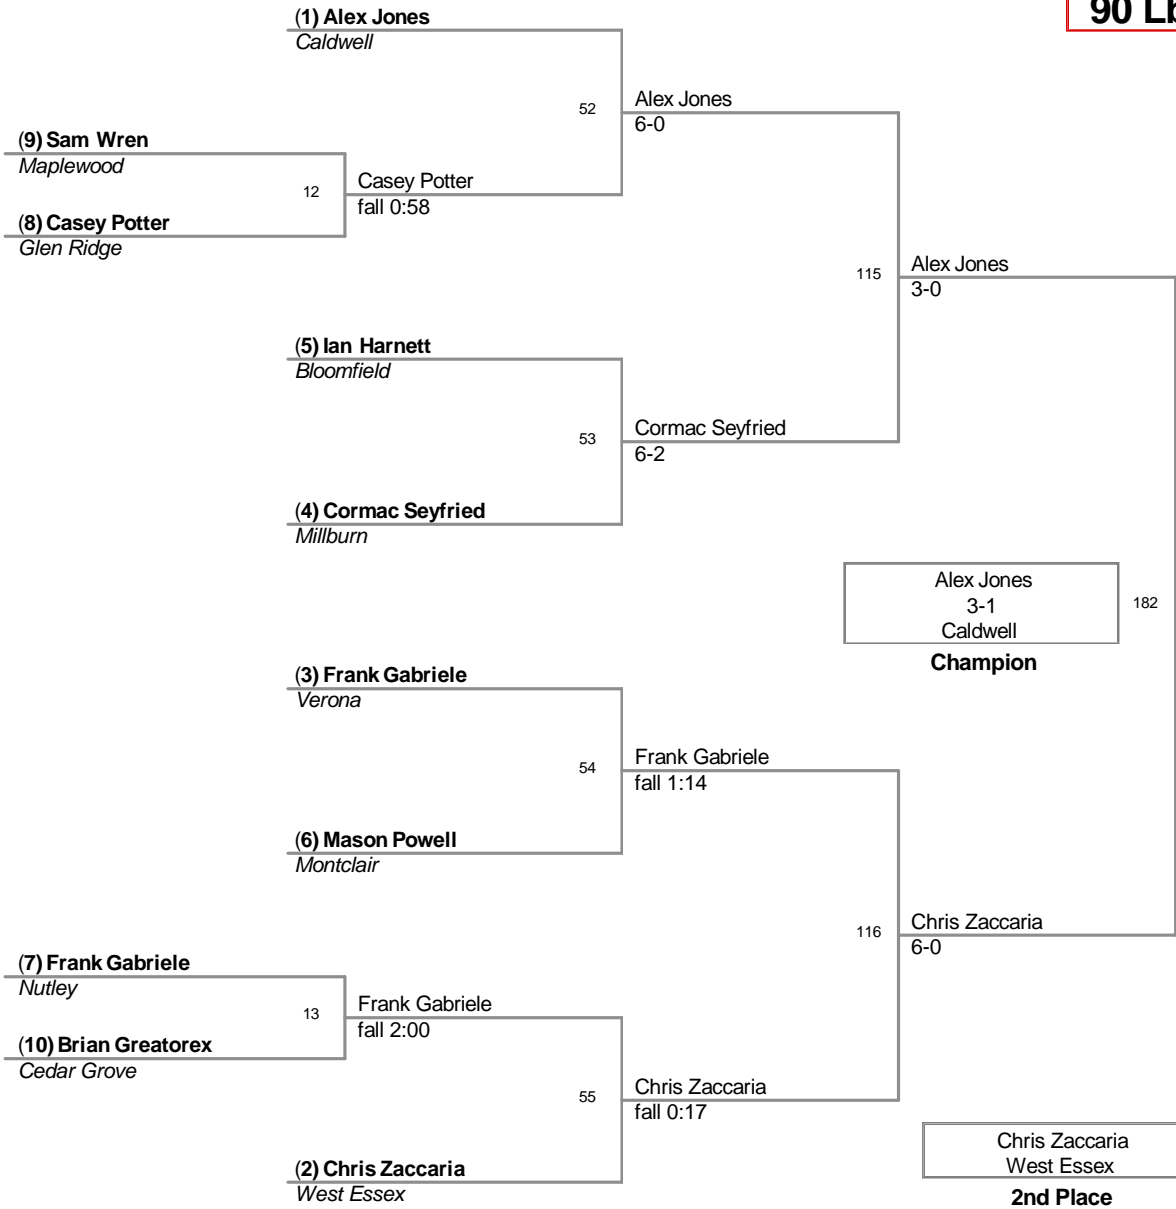 (1) Alex Jones
Caldwell
90 Lb
52
Alex Jones
6-0
(9) Sam Wren
Maplewood
12
Casey Potter
fall 0:58
(8) Casey Potter
Glen Ridge
115
Alex Jones
3-0
(5) Ian Harnett
Bloomfield
53
Cormac Seyfried
6-2
(4) Cormac Seyfried
Millburn
Alex Jones
3-1
Caldwell
182
Champion
(3) Frank Gabriele
Verona
54
Frank Gabriele
fall 1:14
(6) Mason Powell
Montclair
116
Chris Zaccaria
6-0
(7) Frank Gabriele
Nutley
13
Frank Gabriele
fall 2:00
(10) Brian Greatorex
Cedar Grove
55
Chris Zaccaria
fall 0:17
(2) Chris Zaccaria
West Essex
Chris Zaccaria
West Essex
2nd Place